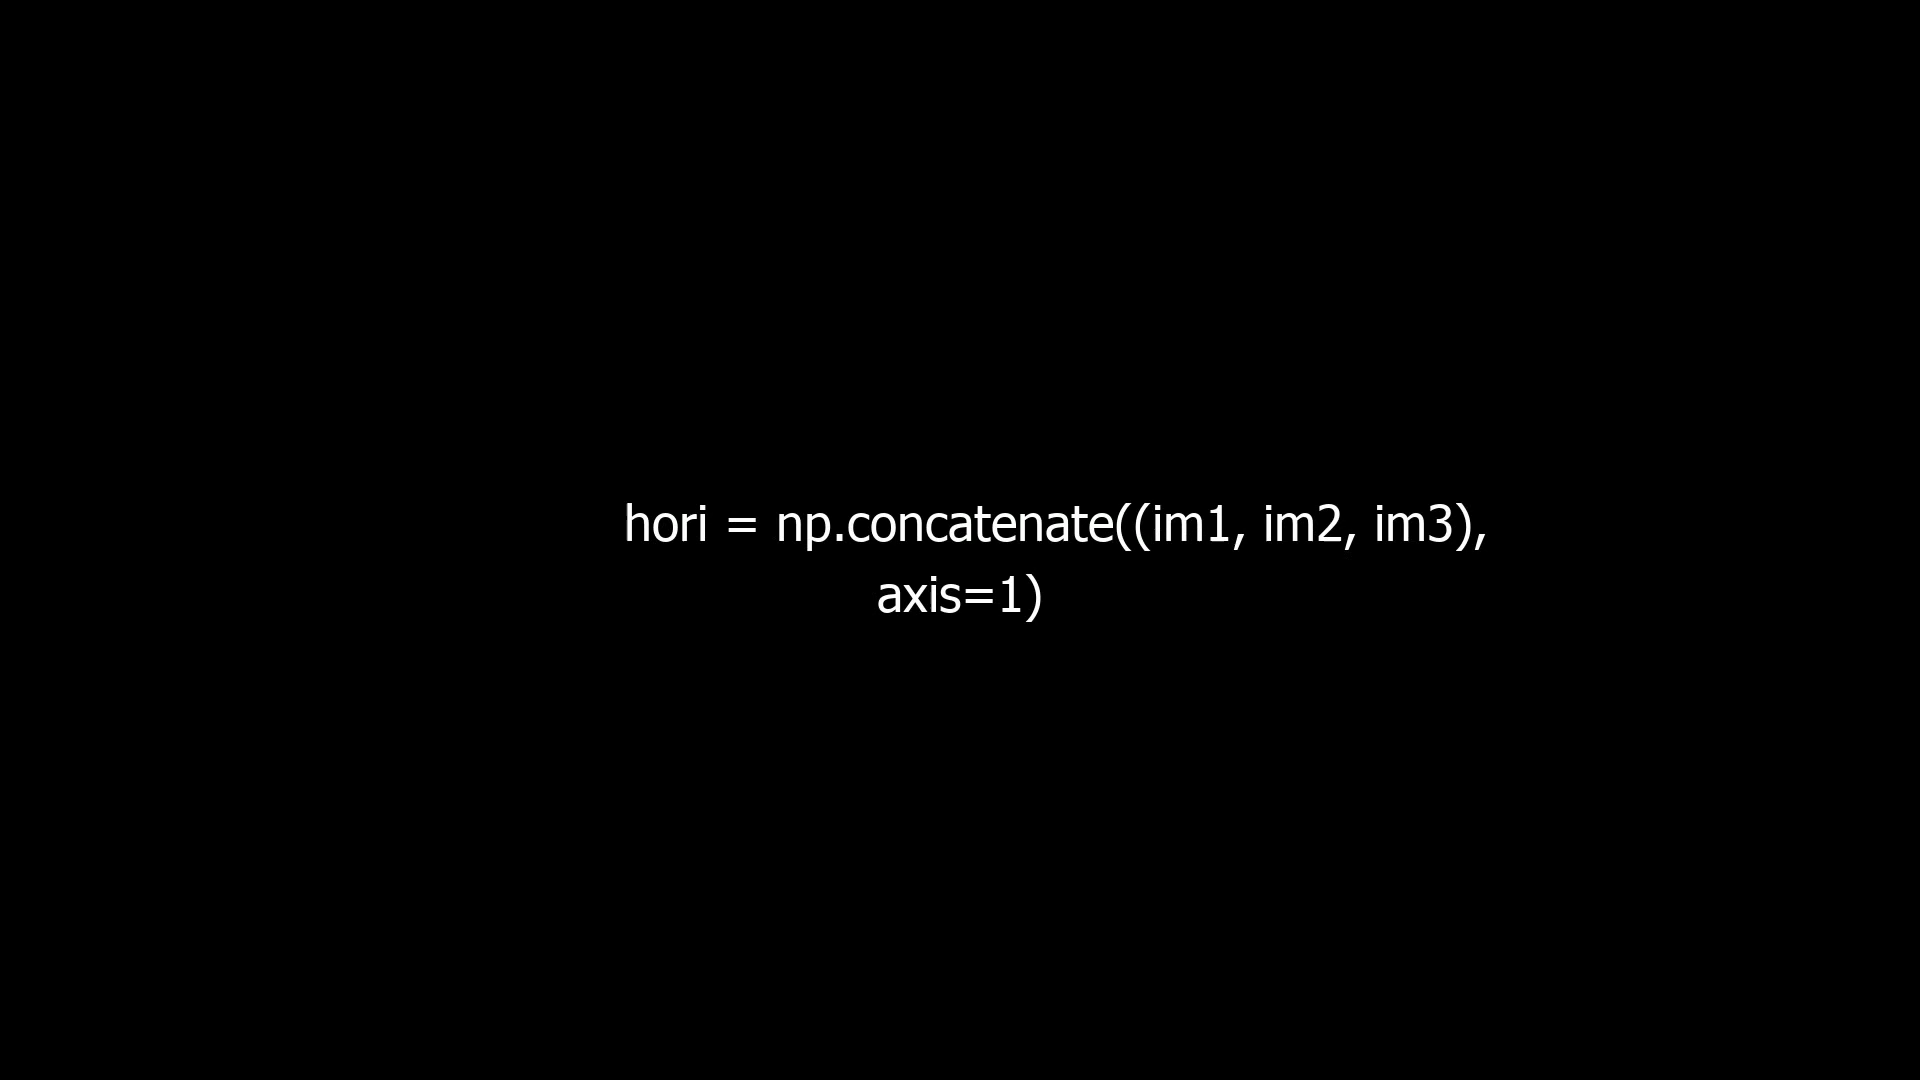 hori = np.concatenate((im1, im2, im3),
axis=1)